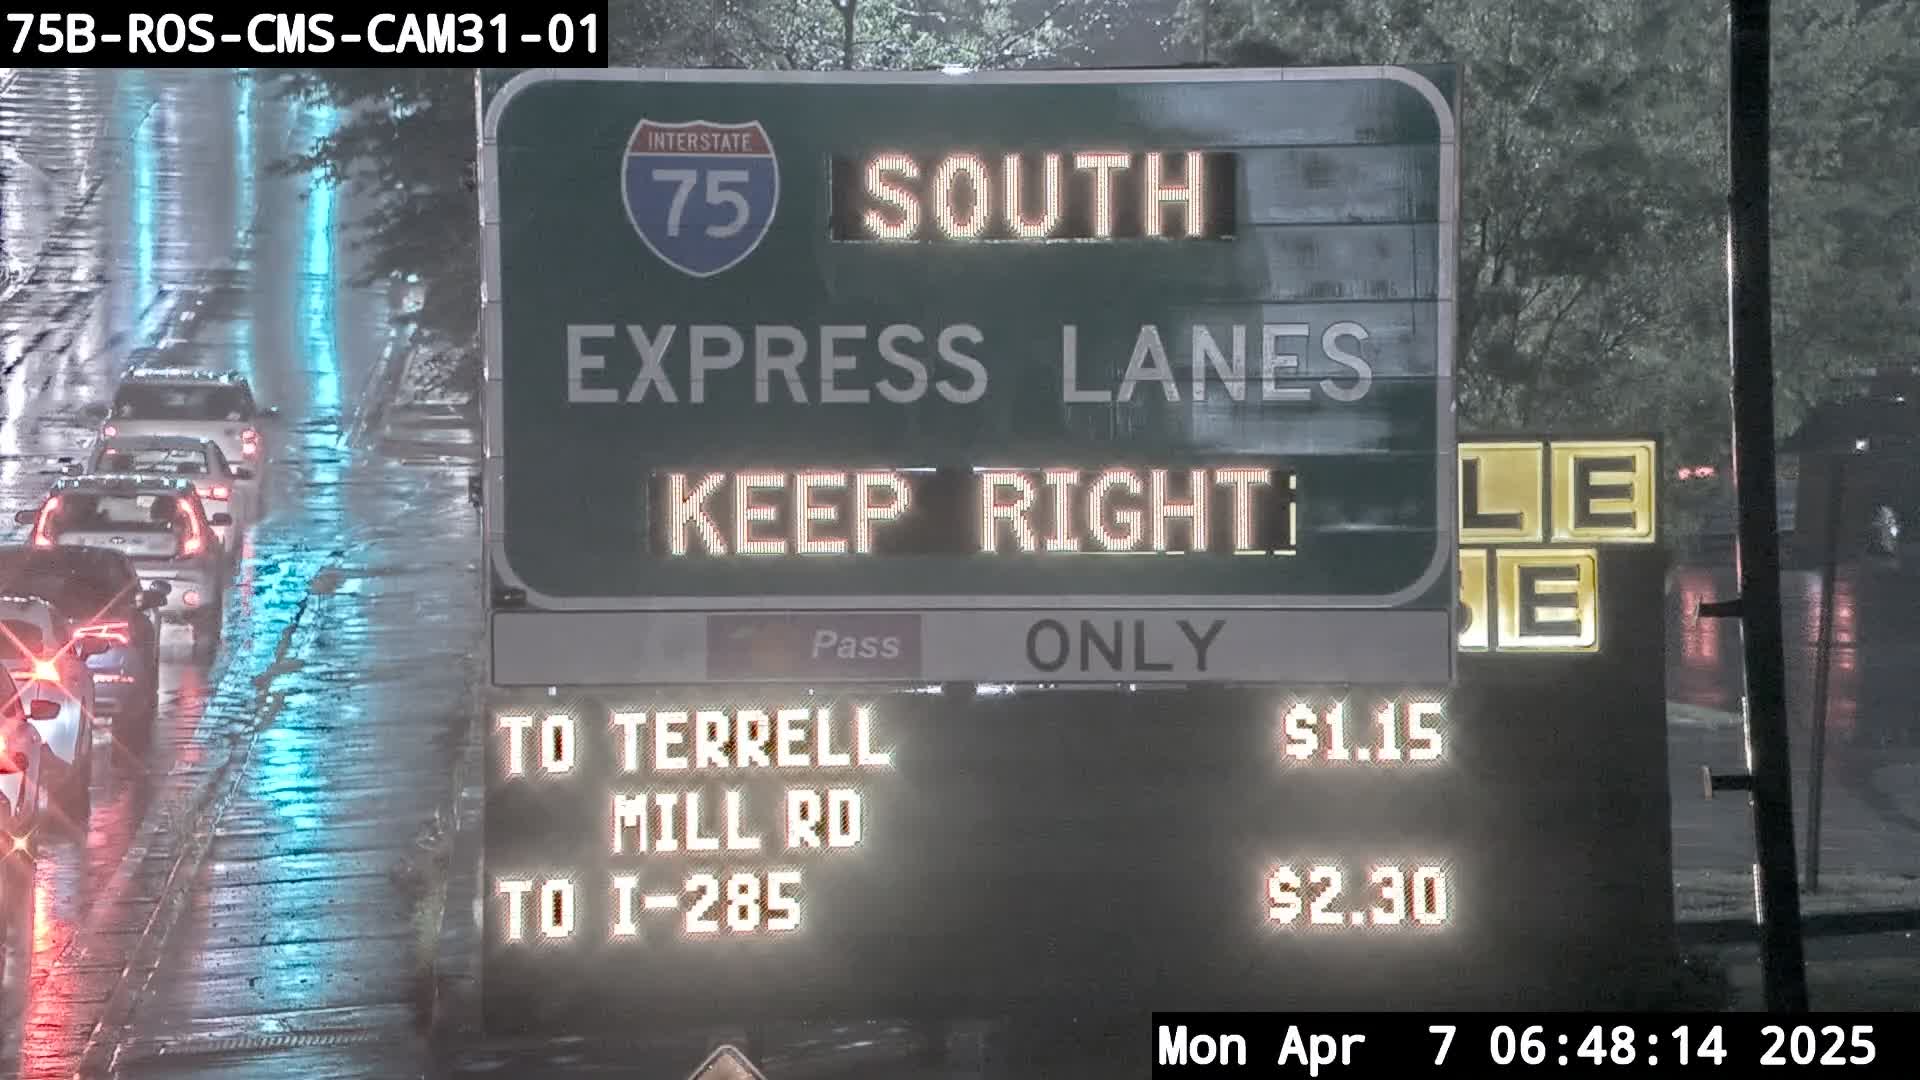 75B-ROS-CMS-CAM31-01
INTERSTATE
75
SOUTH
EXPRESS LANES
KEEP RIGHT
Pass ONLY
TO TERRELL $1.15
MILL RD
TO I-285 $2.30
LE
E
Mon Apr 7 06:48:14 2025